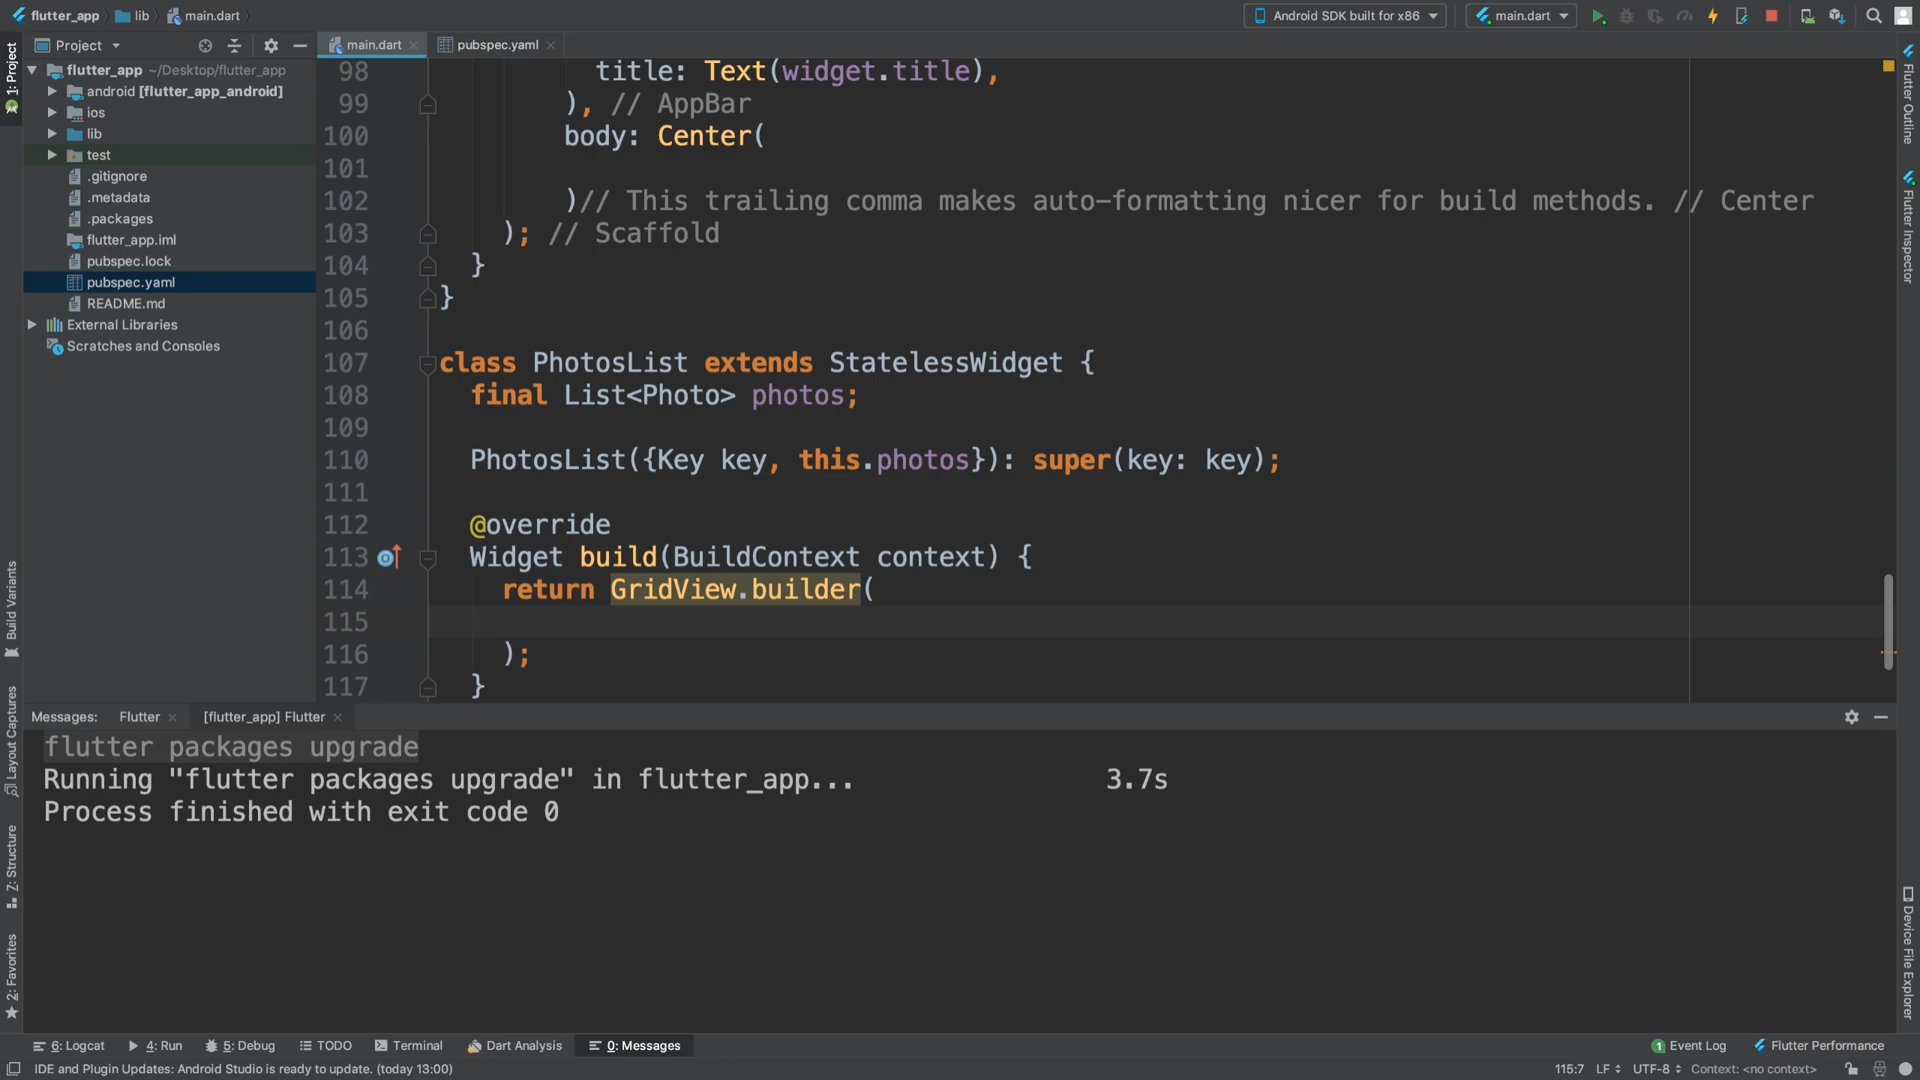 flutter_app lib main.dart Android SDK built for x86 main.dart
Project main.dart pubspec.yaml
flutter_app ~/Desktop/flutter_app
android [flutter_app_android]
ios
lib
test
.gitignore
.metadata
.packages
flutter_app.iml
pubspec.lock
pubspec.yaml
README.md
External Libraries
Scratches and Consoles
98 title: Text(widget.title),
99 ), // AppBar
100 body: Center(
101
102 )// This trailing comma makes auto-formatting nicer for build methods. // Center
103 ); // Scaffold
104 }
105 }
106
107 class PhotosList extends StatelessWidget {
108 final List<Photo> photos;
109
110 PhotosList({Key key, this.photos}): super(key: key);
111
112 @override
113 Widget build(BuildContext context) {
114 return GridView.builder(
115
116 );
117 }
1: Project
Build Variants
Layout Captures
Z: Structure
2: Favorites
Flutter Outline
Flutter Inspector
Device File Explorer
Messages: Flutter [flutter_app] Flutter
flutter packages upgrade
Running "flutter packages upgrade" in flutter_app... 3.7s
Process finished with exit code 0
6: Logcat 4: Run 5: Debug TODO Terminal Dart Analysis 0: Messages 1 Event Log Flutter Performance
IDE and Plugin Updates: Android Studio is ready to update. (today 13:00) 115:7 LF UTF-8 Context: <no context>